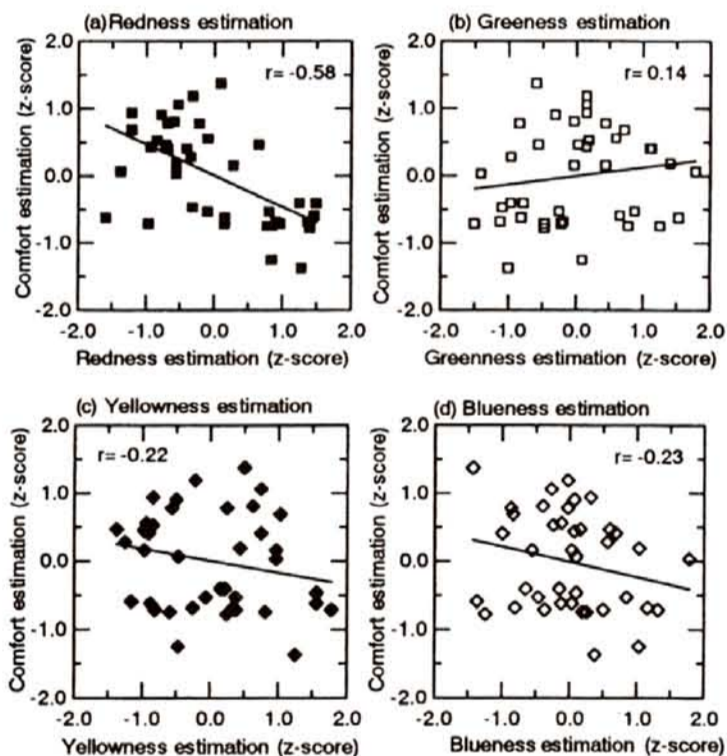 (a)Redness estimation
r= -0.58
Comfort estimation (z-score)
2.0
1.0
0.0
-1.0
-2.0
-2.0 -1.0 0.0 1.0 2.0
Redness estimation (z-score)
(b) Greeness estimation
r= 0.14
Comfort estimation (z-score)
2.0
1.0
0.0
-1.0
-2.0
-2.0 -1.0 0.0 1.0 2.0
Greenness estimation (z-score)
(c) Yellowness estimation
r= -0.22
Comfort estimation (z-score)
2.0
1.0
0.0
-1.0
-2.0
-2.0 -1.0 0.0 1.0 2.0
Yellowness estimation (z-score)
(d) Blueness estimation
r= -0.23
Comfort estimation (z-score)
2.0
1.0
0.0
-1.0
-2.0
-2.0 -1.0 0.0 1.0 2.0
Blueness estimation (z-score)